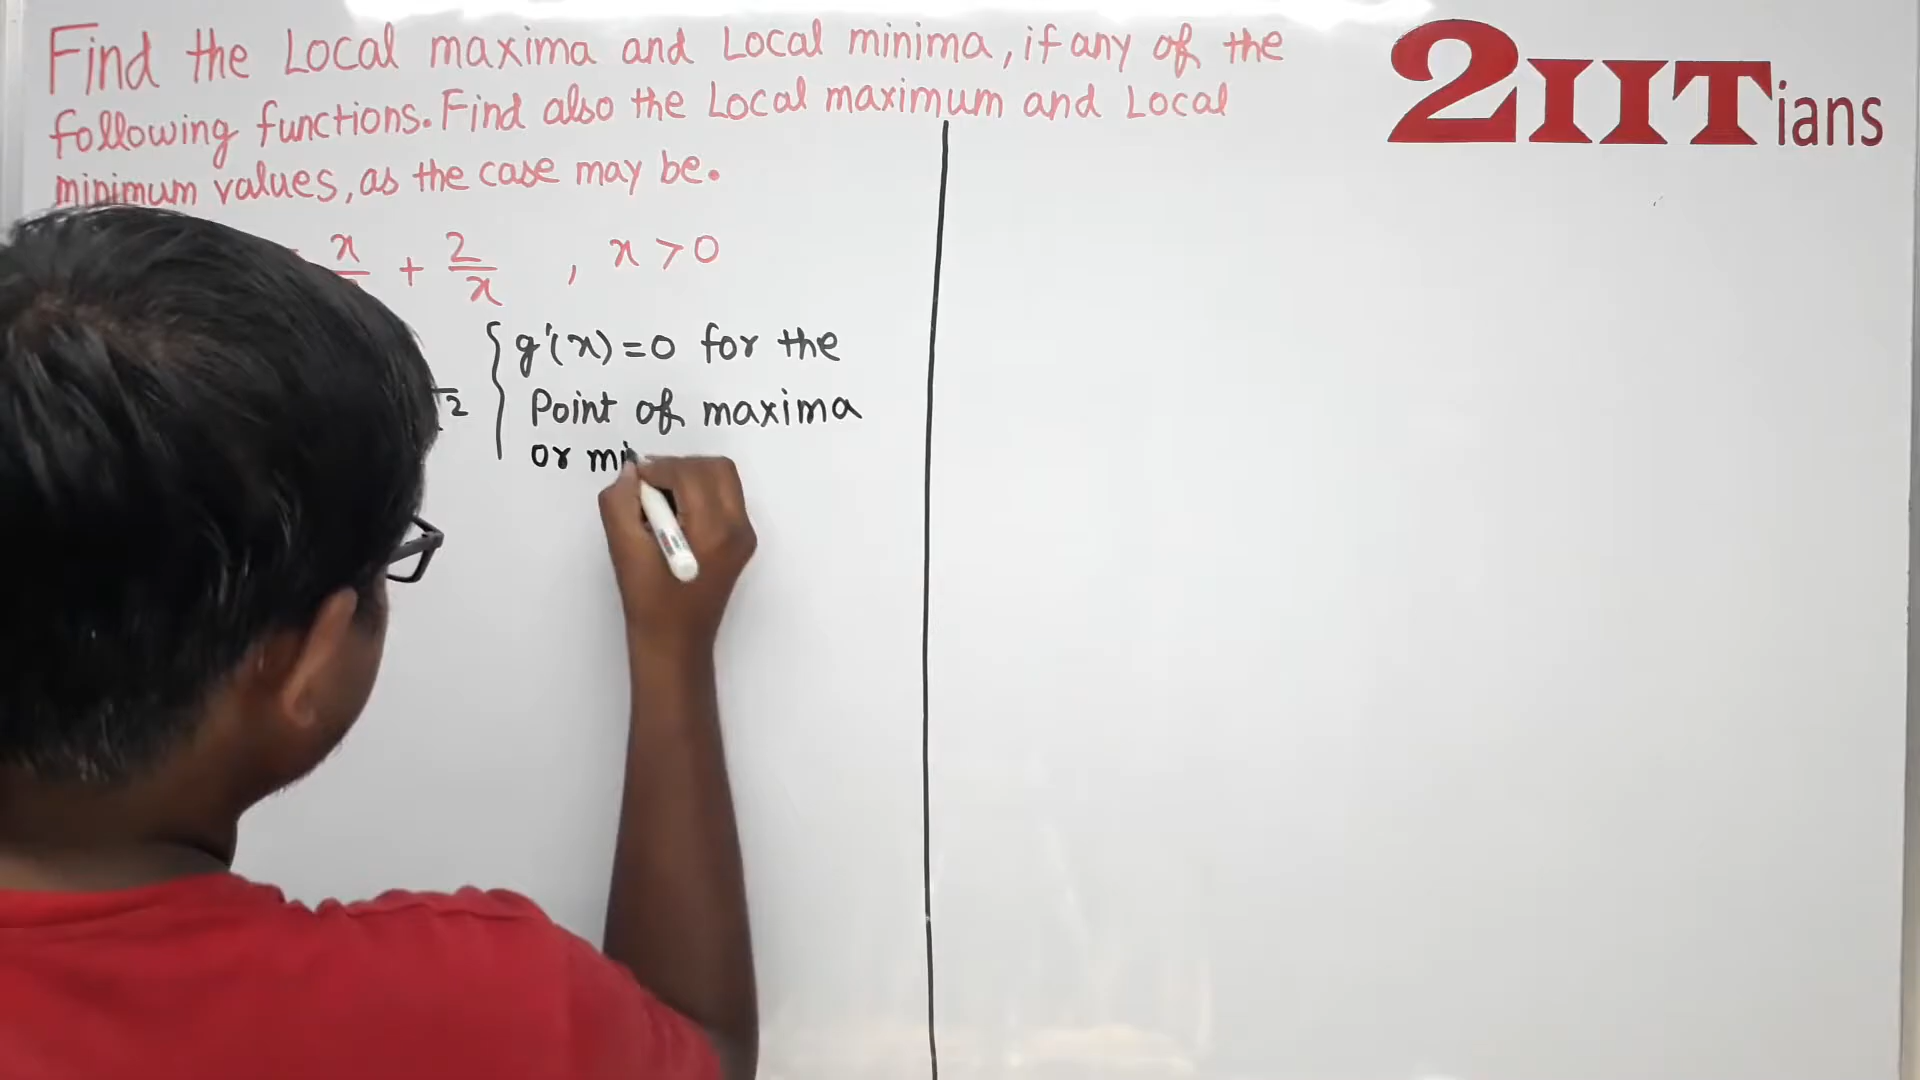 Find the Local maxima and Local minima, if any of the
following functions. Find also the Local maximum and Local
minimum values, as the case may be.
x + 2/x , x > 0
g'(x) = 0 for the
Point of maxima
2
or mi
2IITians